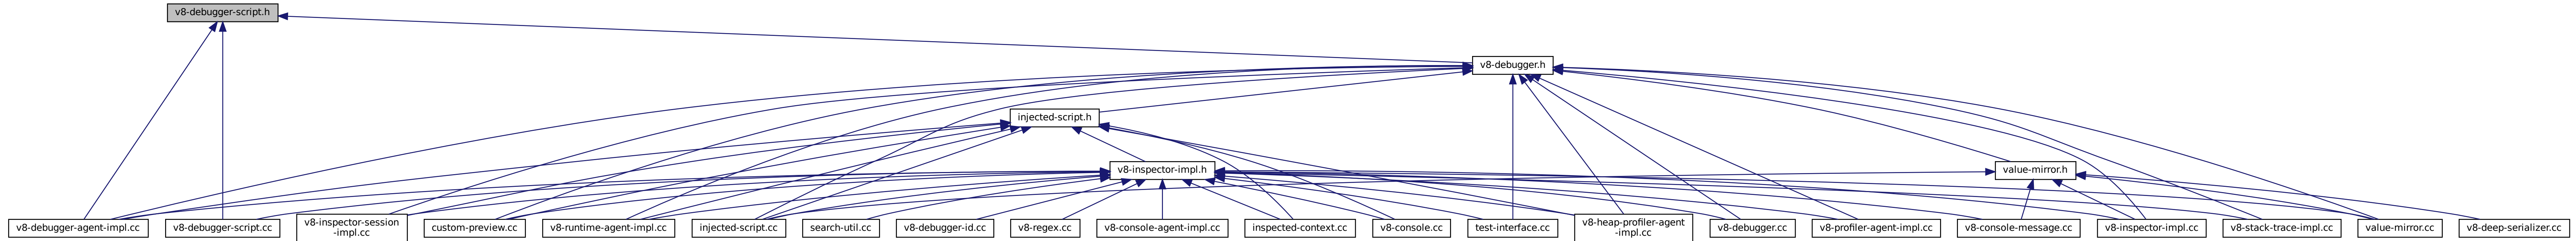 v8-debugger-script.h
v8-debugger.h
injected-script.h
v8-inspector-impl.h
value-mirror.h
v8-debugger-agent-impl.cc
v8-debugger-script.cc
v8-inspector-session
-impl.cc
custom-preview.cc
v8-runtime-agent-impl.cc
injected-script.cc
search-util.cc
v8-debugger-id.cc
v8-regex.cc
v8-console-agent-impl.cc
inspected-context.cc
v8-console.cc
test-interface.cc
v8-heap-profiler-agent
-impl.cc
v8-debugger.cc
v8-profiler-agent-impl.cc
v8-console-message.cc
v8-inspector-impl.cc
v8-stack-trace-impl.cc
value-mirror.cc
v8-deep-serializer.cc